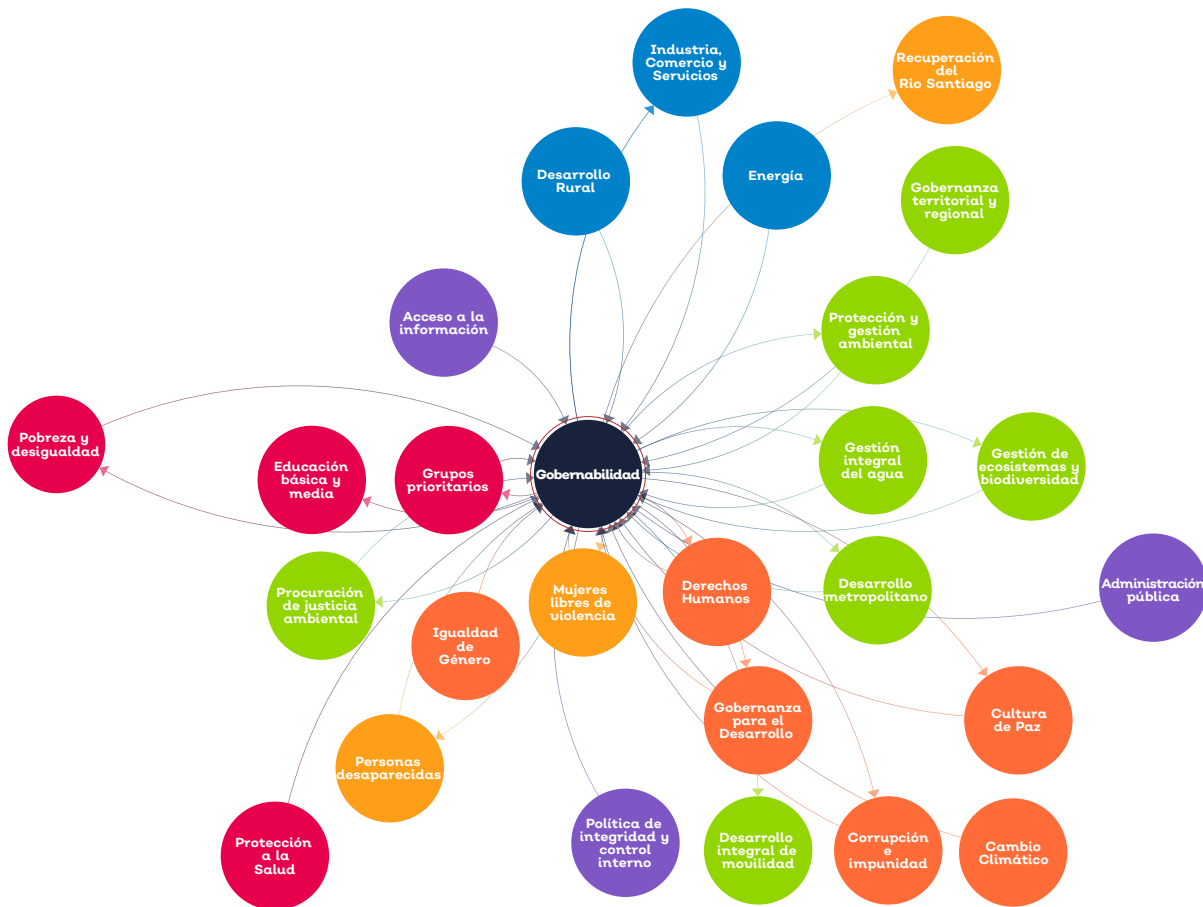 Industria,
Comercio y
Servicios
Recuperación
del
Rio Santiago
Desarrollo
Rural
Energía
Gobernanza
territorial y
regional
Acceso a la
información
Protección y
gestión
ambiental
Pobreza y
desigualdad
Educación
básica y
media
Grupos
prioritarios
Gobernabilidad
Gestión
integral
del agua
Gestión de
ecosistemas y
biodiversidad
Procuración
de justicia
ambiental
Igualdad
de
Género
Mujeres
libres de
violencia
Derechos
Humanos
Desarrollo
metropolitano
Administración
pública
Gobernanza
para el
Desarrollo
Cultura
de Paz
Personas
desaparecidas
Protección
a la
Salud
Política de
integridad y
control
interno
Desarrollo
integral de
movilidad
Corrupción
e
impunidad
Cambio
Climático